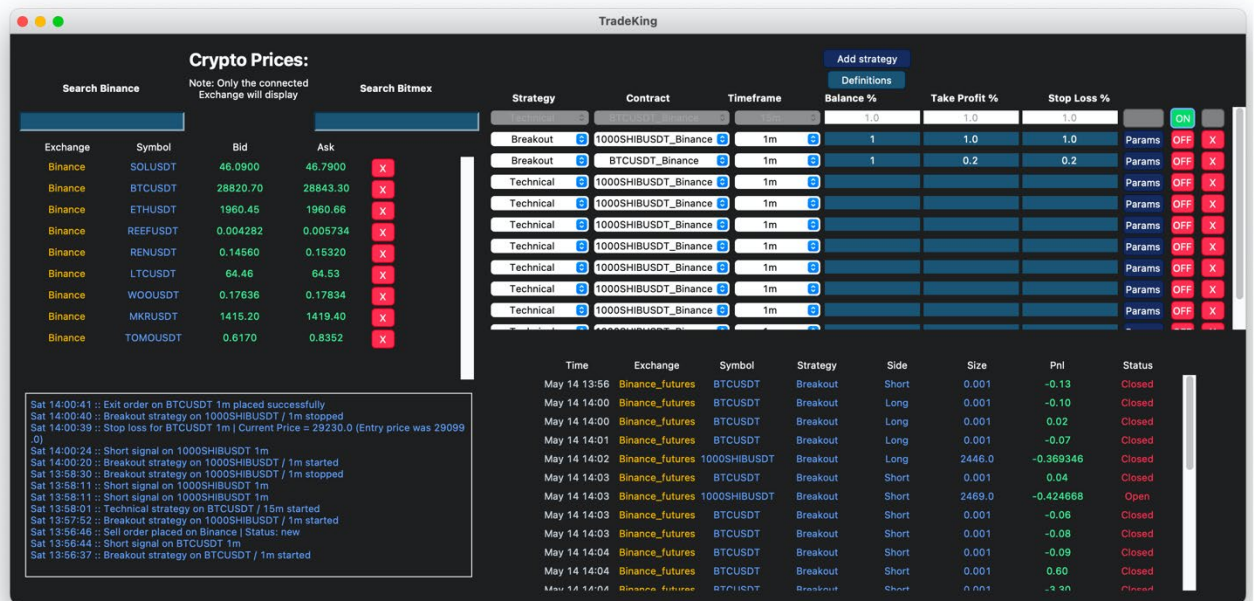 TradeKing
Crypto Prices:
Note: Only the connected
Exchange will display
Search Binance
Search Bitmex
Exchange Symbol Bid Ask
Binance SOLUSDT 46.0900 46.7900 X
Binance BTCUSDT 28820.70 28843.30 X
Binance ETHUSDT 1960.45 1960.66 X
Binance REEFUSDT 0.004282 0.005734 X
Binance RENUSDT 0.14560 0.15320 X
Binance LTCUSDT 64.46 64.53 X
Binance WOOUSDT 0.17636 0.17834 X
Binance MKRUSDT 1415.20 1419.40 X
Binance TOMOUSDT 0.6170 0.8352 X
Sat 14:00:41 :: Exit order on BTCUSDT 1m placed successfully
Sat 14:00:40 :: Breakout strategy on 1000SHIBUSDT / 1m stopped
Sat 14:00:39 :: Stop loss for BTCUSDT 1m | Current Price = 29230.0 (Entry price was 29099
.0)
Sat 14:00:24 :: Short signal on 1000SHIBUSDT 1m
Sat 14:00:20 :: Breakout strategy on 1000SHIBUSDT / 1m started
Sat 13:58:30 :: Breakout strategy on 1000SHIBUSDT / 1m stopped
Sat 13:58:11 :: Short signal on 1000SHIBUSDT 1m
Sat 13:58:11 :: Short signal on 1000SHIBUSDT 1m
Sat 13:58:01 :: Technical strategy on BTCUSDT / 15m started
Sat 13:57:52 :: Breakout strategy on 1000SHIBUSDT / 1m started
Sat 13:56:46 :: Sell order placed on Binance | Status: new
Sat 13:56:44 :: Short signal on BTCUSDT 1m
Sat 13:56:37 :: Breakout strategy on BTCUSDT / 1m started
Add strategy
Definitions
Strategy Contract Timeframe Balance % Take Profit % Stop Loss %
Technical BTCUSDT_Binance 15m 1.0 1.0 1.0 ON
Breakout 1000SHIBUSDT_Binance 1m 1 1.0 1.0 Params OFF X
Breakout BTCUSDT_Binance 1m 1 0.2 0.2 Params OFF X
Technical 1000SHIBUSDT_Binance 1m Params OFF X
Technical 1000SHIBUSDT_Binance 1m Params OFF X
Technical 1000SHIBUSDT_Binance 1m Params OFF X
Technical 1000SHIBUSDT_Binance 1m Params OFF X
Technical 1000SHIBUSDT_Binance 1m Params OFF X
Technical 1000SHIBUSDT_Binance 1m Params OFF X
Technical 1000SHIBUSDT_Binance 1m Params OFF X
Time Exchange Symbol Strategy Side Size Pnl Status
May 14 13:56 Binance_futures BTCUSDT Breakout Short 0.001 -0.13 Closed
May 14 14:00 Binance_futures BTCUSDT Breakout Long 0.001 -0.10 Closed
May 14 14:00 Binance_futures BTCUSDT Breakout Long 0.001 0.02 Closed
May 14 14:01 Binance_futures BTCUSDT Breakout Long 0.001 -0.07 Closed
May 14 14:02 Binance_futures 1000SHIBUSDT Breakout Long 2446.0 -0.369346 Closed
May 14 14:03 Binance_futures BTCUSDT Breakout Short 0.001 0.04 Closed
May 14 14:03 Binance_futures 1000SHIBUSDT Breakout Short 2469.0 -0.424668 Open
May 14 14:03 Binance_futures BTCUSDT Breakout Short 0.001 -0.06 Closed
May 14 14:03 Binance_futures BTCUSDT Breakout Short 0.001 -0.08 Closed
May 14 14:04 Binance_futures BTCUSDT Breakout Short 0.001 -0.09 Closed
May 14 14:04 Binance_futures BTCUSDT Breakout Short 0.001 0.60 Closed
May 14 14:04 Binance_futures BTCUSDT Breakout Short 0.001 -3.30 Closed